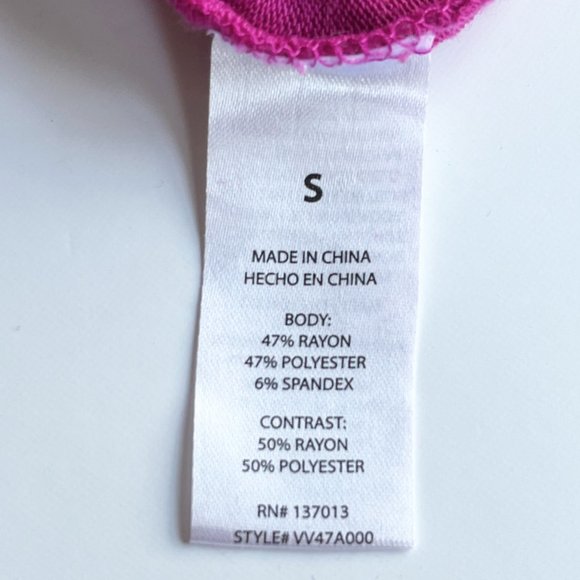 S
MADE IN CHINA
HECHO EN CHINA
BODY:
47% RAYON
47% POLYESTER
6% SPANDEX
CONTRAST:
50% RAYON
50% POLYESTER
RN# 137013
STYLE# VV47A000